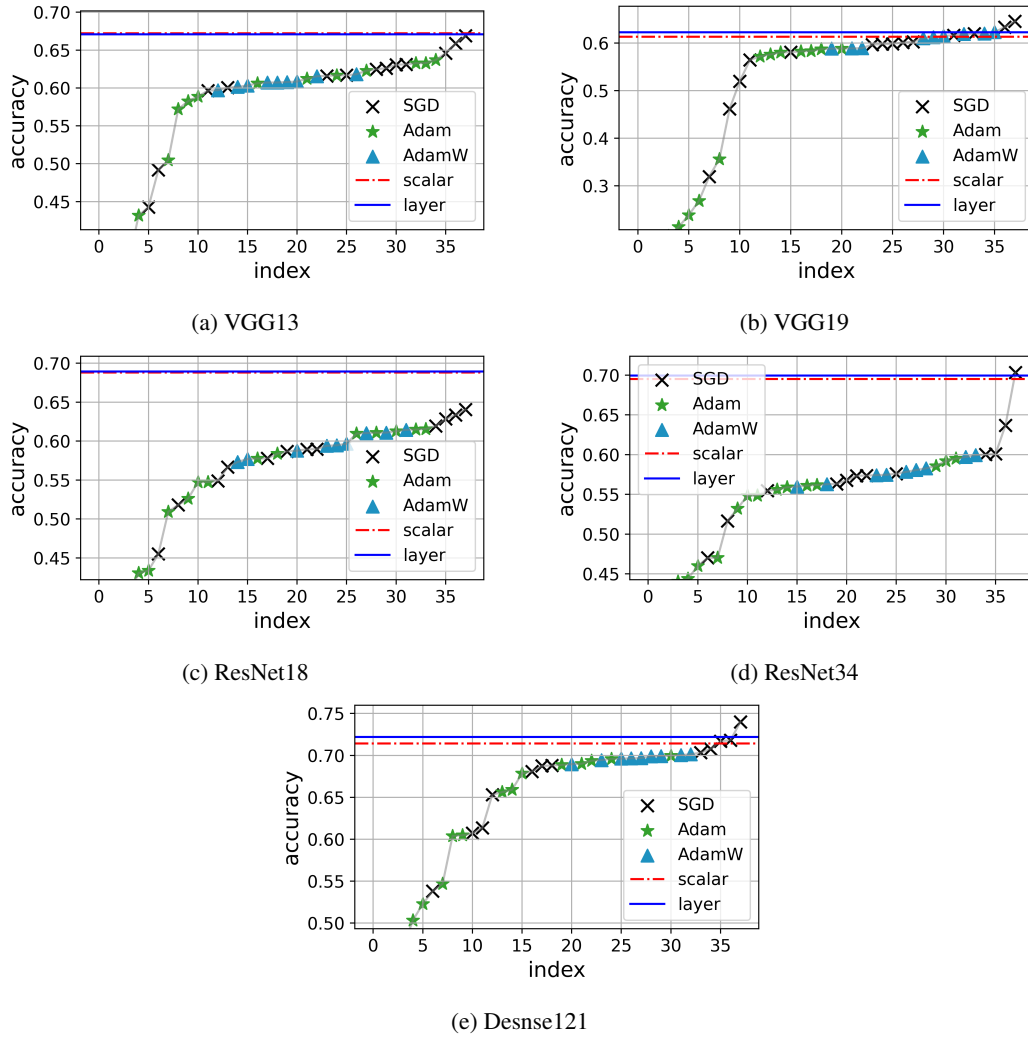 0.70
0.65
0.60
0.55
0.50
0.45
accuracy
0 5 10 15 20 25 30 35
index
SGD
Adam
AdamW
scalar
layer
(a) VGG13
0.6
0.5
0.4
0.3
accuracy
0 5 10 15 20 25 30 35
index
SGD
Adam
AdamW
scalar
layer
(b) VGG19
0.70
0.65
0.60
0.55
0.50
0.45
accuracy
0 5 10 15 20 25 30 35
index
SGD
Adam
AdamW
scalar
layer
(c) ResNet18
0.70
0.65
0.60
0.55
0.50
0.45
accuracy
0 5 10 15 20 25 30 35
index
SGD
Adam
AdamW
scalar
layer
(d) ResNet34
0.75
0.70
0.65
0.60
0.55
0.50
accuracy
0 5 10 15 20 25 30 35
index
SGD
Adam
AdamW
scalar
layer
(e) Desnse121